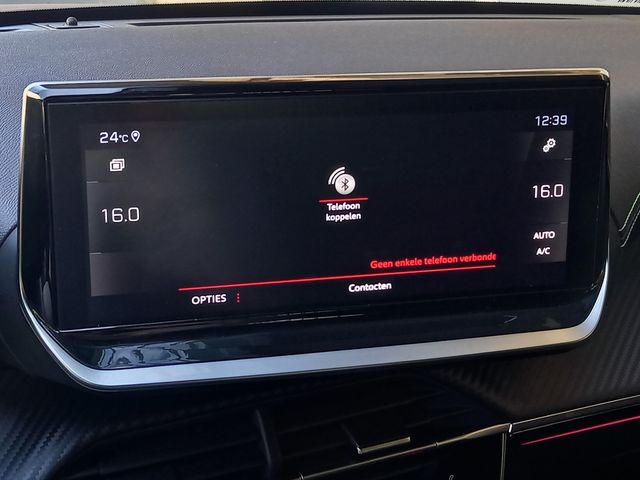 24°C
12:39
16.0
16.0
Telefoon
koppelen
AUTO
A/C
Geen enkele telefoon verbonde
OPTIES
Contacten